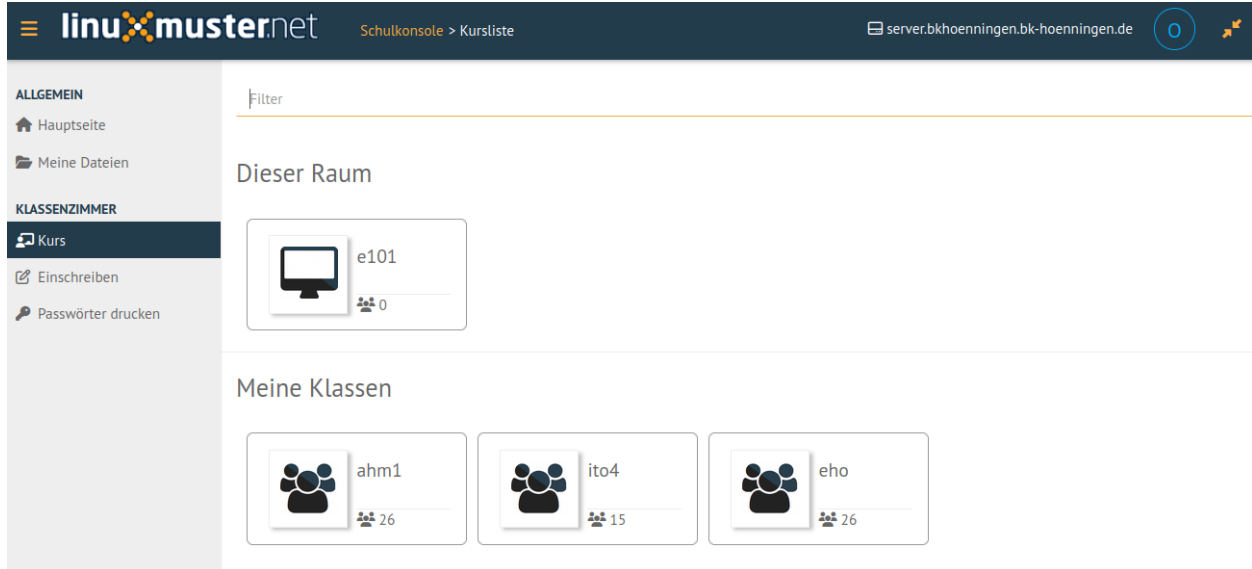 linuxmuster.net
Schulkonsole > Kursliste
server.bkhoenningen.bk-hoenningen.de
O
ALLGEMEIN
Hauptseite
Meine Dateien
KLASSENZIMMER
Kurs
Einschreiben
Passwörter drucken
Filter
Dieser Raum
e101
0
Meine Klassen
ahm1
26
ito4
15
eho
26